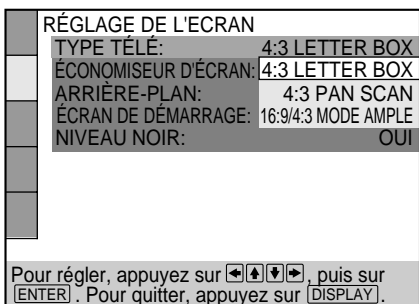 RÉGLAGE DE L'ECRAN
TYPE TÉLÉ: 4:3 LETTER BOX
ÉCONOMISEUR D'ÉCRAN: 4:3 LETTER BOX
ARRIÈRE-PLAN: 4:3 PAN SCAN
ÉCRAN DE DÉMARRAGE: 16:9/4:3 MODE AMPLE
NIVEAU NOIR: OUI
Pour régler, appuyez sur ←↑↓→, puis sur
ENTER. Pour quitter, appuyez sur DISPLAY.